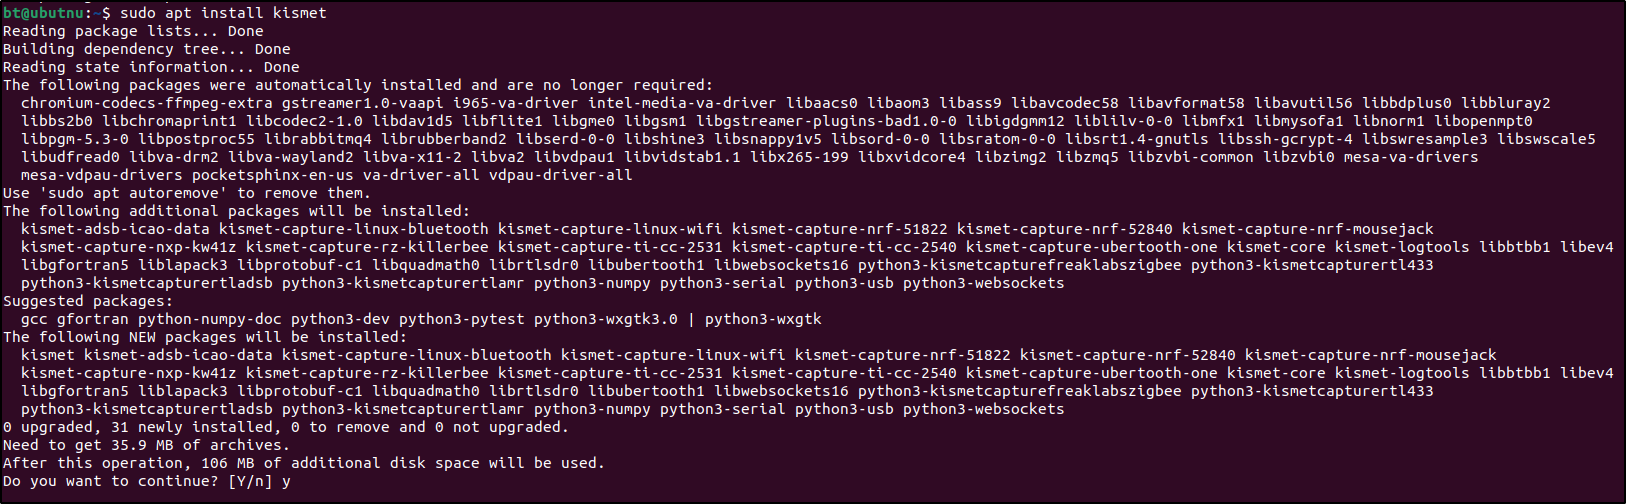 bt@ubutnu:~$ sudo apt install kismet
Reading package lists... Done
Building dependency tree... Done
Reading state information... Done
The following packages were automatically installed and are no longer required:
  chromium-codecs-ffmpeg-extra gstreamer1.0-vaapi i965-va-driver intel-media-va-driver libaacs0 libaom3 libass9 libavcodec58 libavformat58 libavutil56 libbdplus0 libbluray2
  libbs2b0 libchromaprint1 libcodec2-1.0 libdav1d5 libflite1 libgme0 libgsm1 libgstreamer-plugins-bad1.0-0 libigdgmm12 liblilv-0-0 libmfx1 libmysofa1 libnorm1 libopenmpt0
  libpgm-5.3-0 libpostproc55 librabbitmq4 librubberband2 libserd-0-0 libshine3 libsnappy1v5 libsord-0-0 libsratom-0-0 libsrt1.4-gnutls libssh-gcrypt-4 libswresample3 libswscale5
  libudfread0 libva-drm2 libva-wayland2 libva-x11-2 libva2 libvdpau1 libvidstab1.1 libx265-199 libxvidcore4 libzimg2 libzmq5 libzvbi-common libzvbi0 mesa-va-drivers
  mesa-vdpau-drivers pocketsphinx-en-us va-driver-all vdpau-driver-all
Use 'sudo apt autoremove' to remove them.
The following additional packages will be installed:
  kismet-adsb-icao-data kismet-capture-linux-bluetooth kismet-capture-linux-wifi kismet-capture-nrf-51822 kismet-capture-nrf-52840 kismet-capture-nrf-mousejack
  kismet-capture-nxp-kw41z kismet-capture-rz-killerbee kismet-capture-ti-cc-2531 kismet-capture-ti-cc-2540 kismet-capture-ubertooth-one kismet-core kismet-logtools libbtbb1 libev4
  libgfortran5 liblapack3 libprotobuf-c1 libquadmath0 librtlsdr0 libubertooth1 libwebsockets16 python3-kismetcapturefreaklabszigbee python3-kismetcapturertl433
  python3-kismetcapturertladsb python3-kismetcapturertlamr python3-numpy python3-serial python3-usb python3-websockets
Suggested packages:
  gcc gfortran python-numpy-doc python3-dev python3-pytest python3-wxgtk3.0 | python3-wxgtk
The following NEW packages will be installed:
  kismet kismet-adsb-icao-data kismet-capture-linux-bluetooth kismet-capture-linux-wifi kismet-capture-nrf-51822 kismet-capture-nrf-52840 kismet-capture-nrf-mousejack
  kismet-capture-nxp-kw41z kismet-capture-rz-killerbee kismet-capture-ti-cc-2531 kismet-capture-ti-cc-2540 kismet-capture-ubertooth-one kismet-core kismet-logtools libbtbb1 libev4
  libgfortran5 liblapack3 libprotobuf-c1 libquadmath0 librtlsdr0 libubertooth1 libwebsockets16 python3-kismetcapturefreaklabszigbee python3-kismetcapturertl433
  python3-kismetcapturertladsb python3-kismetcapturertlamr python3-numpy python3-serial python3-usb python3-websockets
0 upgraded, 31 newly installed, 0 to remove and 0 not upgraded.
Need to get 35.9 MB of archives.
After this operation, 106 MB of additional disk space will be used.
Do you want to continue? [Y/n] y